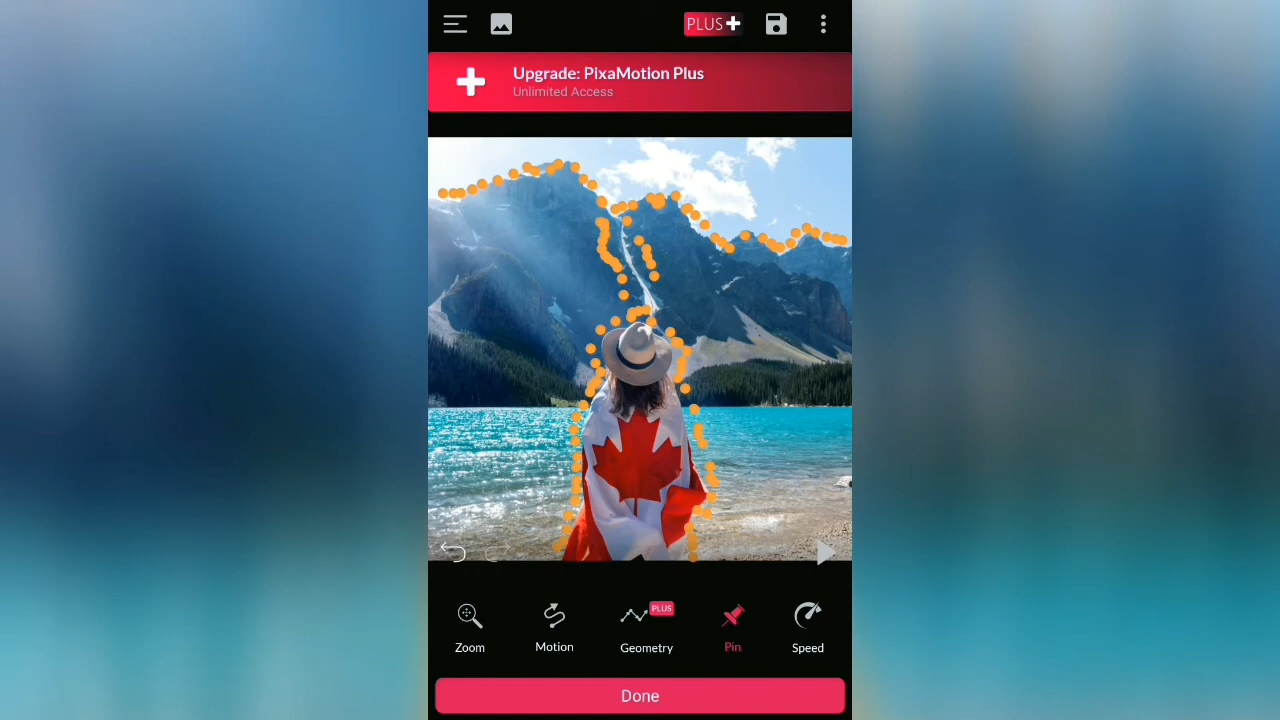 PLUS
Upgrade: PixaMotion Plus
Unlimited Access
PLUS
Zoom
Motion
Geometry
Pin
Speed
Done